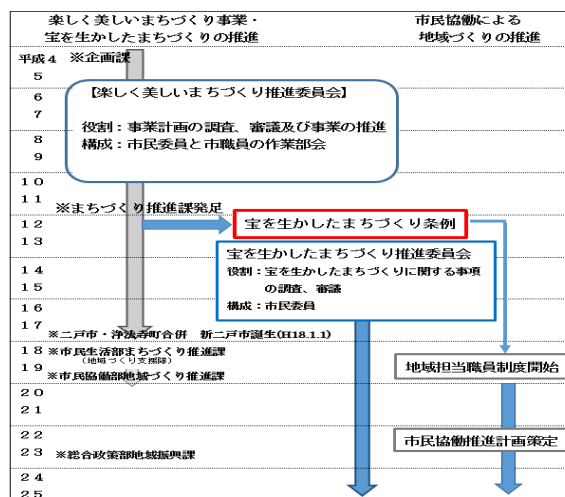 楽しく美しいまちづくり事業・
宝を生かしたまちづくりの推進
市民協働による
地域づくりの推進
平成4 ※企画課
5
6
7
8
9
10
11
12
13
14
15
16
17
18
19
20
21
22
23
24
25
【楽しく美しいまちづくり推進委員会】
役割：事業計画の調査、審議及び事業の推進
構成：市民委員と市職員の作業部会
※まちづくり推進課発足
宝を生かしたまちづくり条例
宝を生かしたまちづくり推進委員会
役割：宝を生かしたまちづくりに関する事項
の調査、審議
構成：市民委員
※二戸市・浄法寺町合併　新二戸市誕生(H18.1.1)
※市民生活部まちづくり推進課
(地域づくり支援隊)
※市民協働部地域づくり推進課
地域担当職員制度開始
市民協働推進計画策定
※総合政策部地域振興課